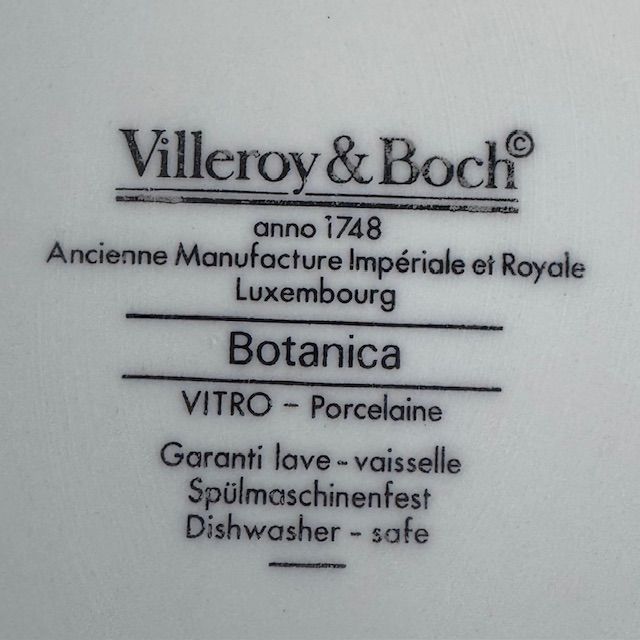 Villeroy & Boch©
anno 1748
Ancienne Manufacture Impériale et Royale
Luxembourg
Botanica
VITRO – Porcelaine
Garanti lave - vaisselle
Spülmaschinenfest
Dishwasher - safe